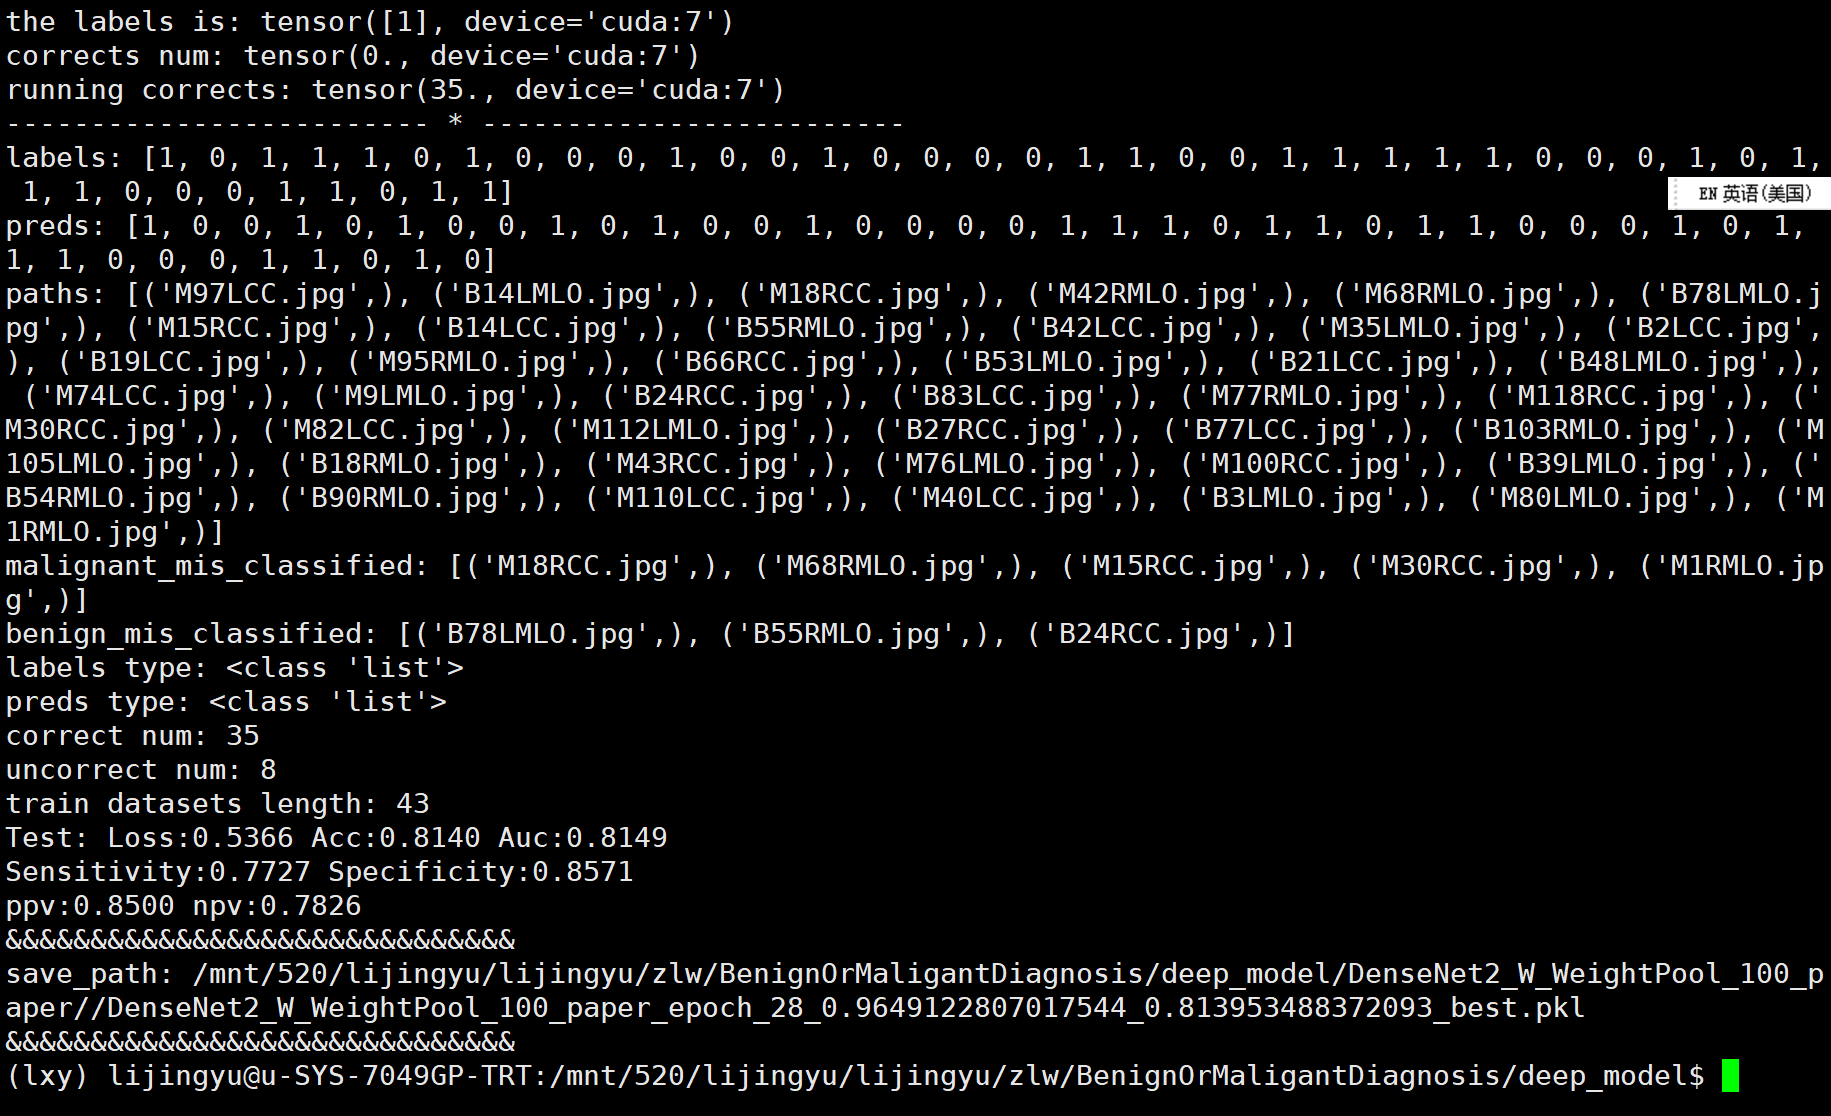 the labels is: tensor([1], device='cuda:7')
corrects num: tensor(0., device='cuda:7')
running corrects: tensor(35., device='cuda:7')
------------------------- * -------------------------
labels: [1, 0, 1, 1, 1, 0, 1, 0, 0, 0, 1, 0, 0, 1, 0, 0, 0, 0, 1, 1, 0, 0, 1, 1, 1, 1, 1, 0, 0, 0, 1, 0, 1,
 1, 1, 0, 0, 0, 1, 1, 0, 1, 1]
EN 英语(美国)
preds: [1, 0, 0, 1, 0, 1, 0, 0, 1, 0, 1, 0, 0, 1, 0, 0, 0, 0, 1, 1, 1, 0, 1, 1, 0, 1, 1, 0, 0, 0, 1, 0, 1,
1, 1, 0, 0, 0, 1, 1, 0, 1, 0]
paths: [('M97LCC.jpg',), ('B14LMLO.jpg',), ('M18RCC.jpg',), ('M42RMLO.jpg',), ('M68RMLO.jpg',), ('B78LMLO.j
pg',), ('M15RCC.jpg',), ('B14LCC.jpg',), ('B55RMLO.jpg',), ('B42LCC.jpg',), ('M35LMLO.jpg',), ('B2LCC.jpg',
), ('B19LCC.jpg',), ('M95RMLO.jpg',), ('B66RCC.jpg',), ('B53LMLO.jpg',), ('B21LCC.jpg',), ('B48LMLO.jpg',),
 ('M74LCC.jpg',), ('M9LMLO.jpg',), ('B24RCC.jpg',), ('B83LCC.jpg',), ('M77RMLO.jpg',), ('M118RCC.jpg',), ('
M30RCC.jpg',), ('M82LCC.jpg',), ('M112LMLO.jpg',), ('B27RCC.jpg',), ('B77LCC.jpg',), ('B103RMLO.jpg',), ('M
105LMLO.jpg',), ('B18RMLO.jpg',), ('M43RCC.jpg',), ('M76LMLO.jpg',), ('M100RCC.jpg',), ('B39LMLO.jpg',), ('
B54RMLO.jpg',), ('B90RMLO.jpg',), ('M110LCC.jpg',), ('M40LCC.jpg',), ('B3LMLO.jpg',), ('M80LMLO.jpg',), ('M
1RMLO.jpg',)]
malignant_mis_classified: [('M18RCC.jpg',), ('M68RMLO.jpg',), ('M15RCC.jpg',), ('M30RCC.jpg',), ('M1RMLO.jp
g',)]
benign_mis_classified: [('B78LMLO.jpg',), ('B55RMLO.jpg',), ('B24RCC.jpg',)]
labels type: <class 'list'>
preds type: <class 'list'>
correct num: 35
uncorrect num: 8
train datasets length: 43
Test: Loss:0.5366 Acc:0.8140 Auc:0.8149
Sensitivity:0.7727 Specificity:0.8571
ppv:0.8500 npv:0.7826
&&&&&&&&&&&&&&&&&&&&&&&&&&&&&&
save_path: /mnt/520/lijingyu/lijingyu/zlw/BenignOrMaligantDiagnosis/deep_model/DenseNet2_W_WeightPool_100_p
aper//DenseNet2_W_WeightPool_100_paper_epoch_28_0.9649122807017544_0.813953488372093_best.pkl
&&&&&&&&&&&&&&&&&&&&&&&&&&&&&&
(lxy) lijingyu@u-SYS-7049GP-TRT:/mnt/520/lijingyu/lijingyu/zlw/BenignOrMaligantDiagnosis/deep_model$